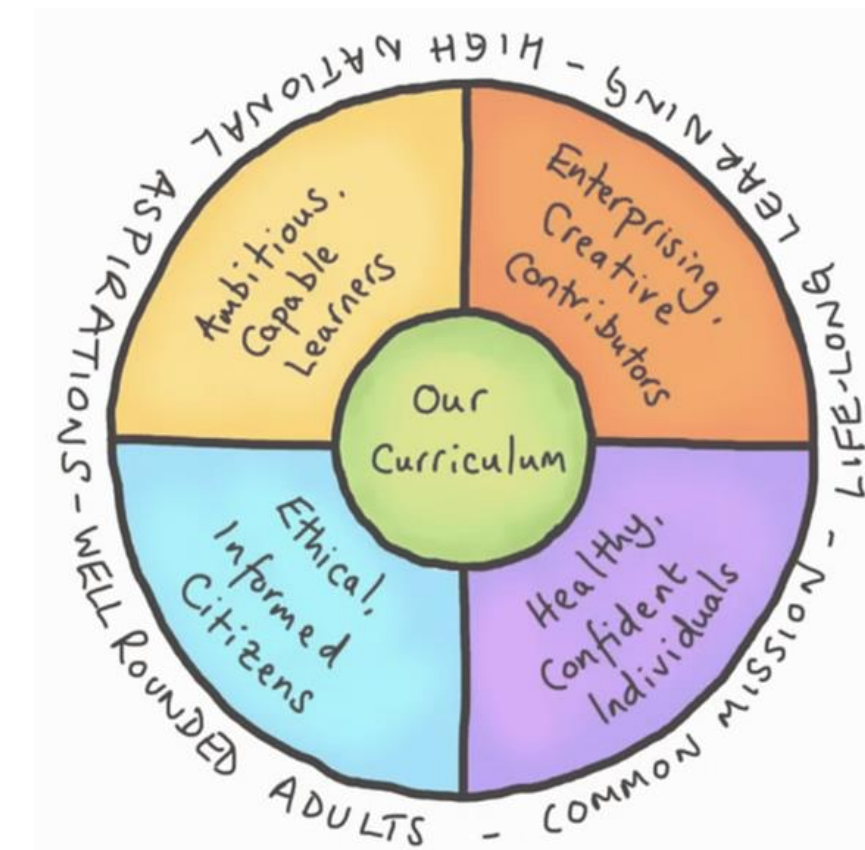 Our
Curriculum
Ambitious,
Capable
Learners
Enterprising,
Creative
Contributors
Healthy,
Confident
Individuals
Ethical,
Informed
Citizens
HIGH NATIONAL ASPIRATIONS - WELL ROUNDED ADULTS - COMMON MISSION - LIFE-LONG LEARNING -